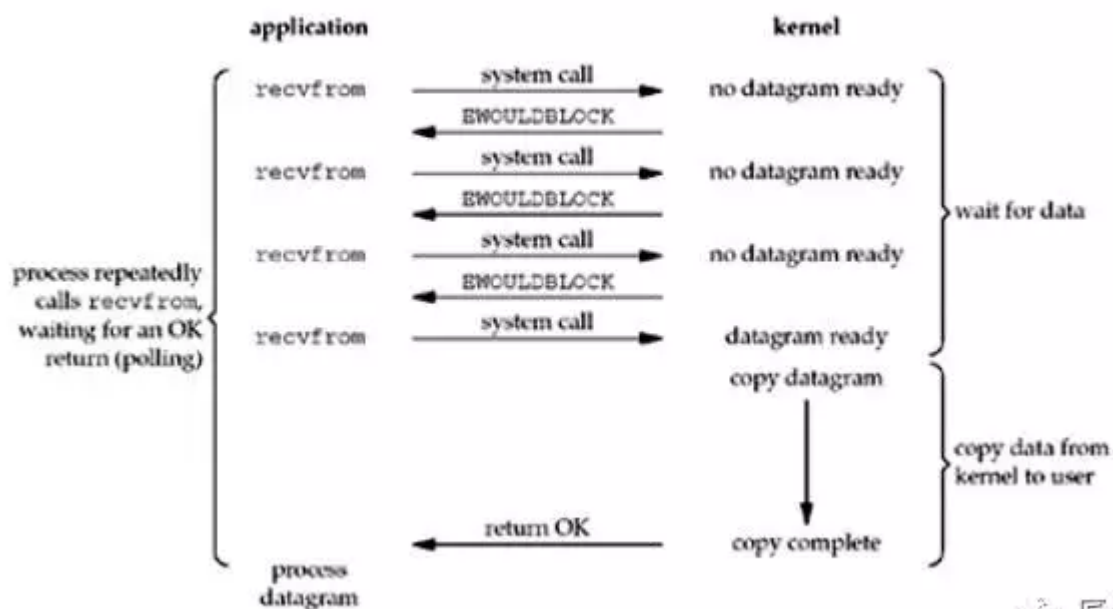 application kernel
recvfrom system call no datagram ready
EWOULDBLOCK
recvfrom system call no datagram ready
EWOULDBLOCK
wait for data
recvfrom system call no datagram ready
EWOULDBLOCK
process repeatedly
calls recvfrom,
waiting for an OK
return (polling)
recvfrom system call datagram ready
copy datagram
copy data from
kernel to user
return OK copy complete
process
datagram